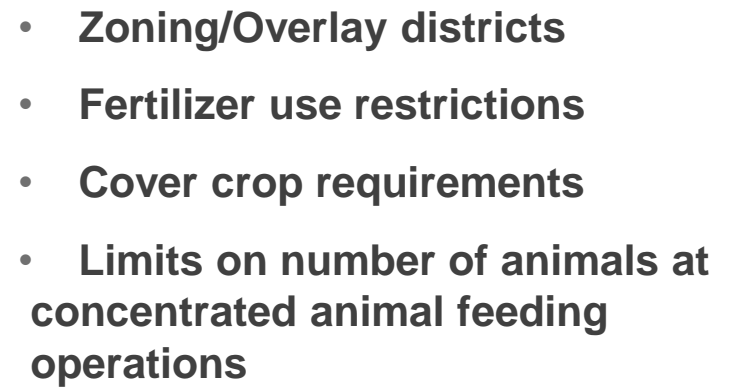 • Zoning/Overlay districts
• Fertilizer use restrictions
• Cover crop requirements
• Limits on number of animals at
concentrated animal feeding
operations